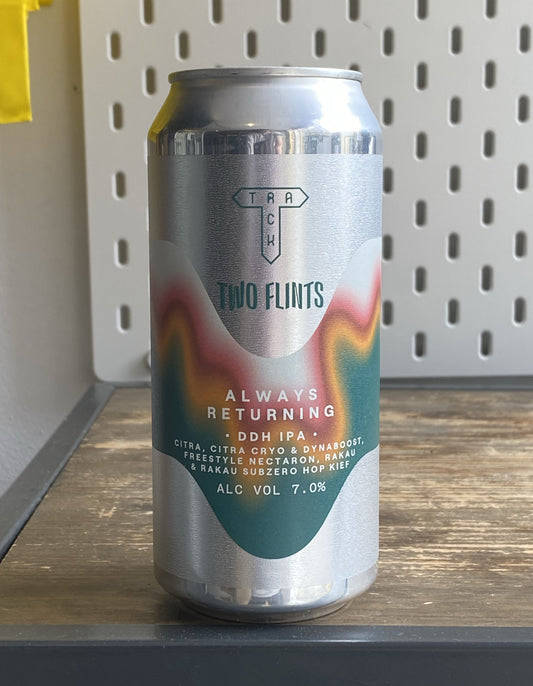 TRACK
TWO FLINTS
ALWAYS
RETURNING
• DDH IPA •
CITRA, CITRA CRYO & DYNABOOST,
FREESTYLE NECTARON, RAKAU
& RAKAU SUBZERO HOP KIEF
ALC VOL 7.0%